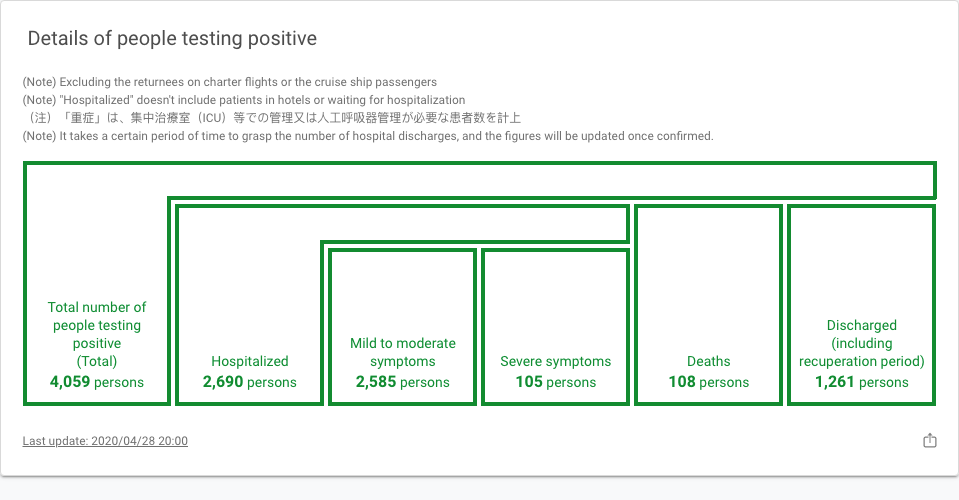 Details of people testing positive
(Note) Excluding the returnees on charter flights or the cruise ship passengers
(Note) "Hospitalized" doesn't include patients in hotels or waiting for hospitalization
（注）「重症」は、集中治療室（ICU）等での管理又は人工呼吸器管理が必要な患者数を計上
(Note) It takes a certain period of time to grasp the number of hospital discharges, and the figures will be updated once confirmed.
Total number of
people testing
positive
(Total)
4,059 persons
Hospitalized
2,690 persons
Mild to moderate
symptoms
2,585 persons
Severe symptoms
105 persons
Deaths
108 persons
Discharged
(including
recuperation period)
1,261 persons
Last update: 2020/04/28 20:00